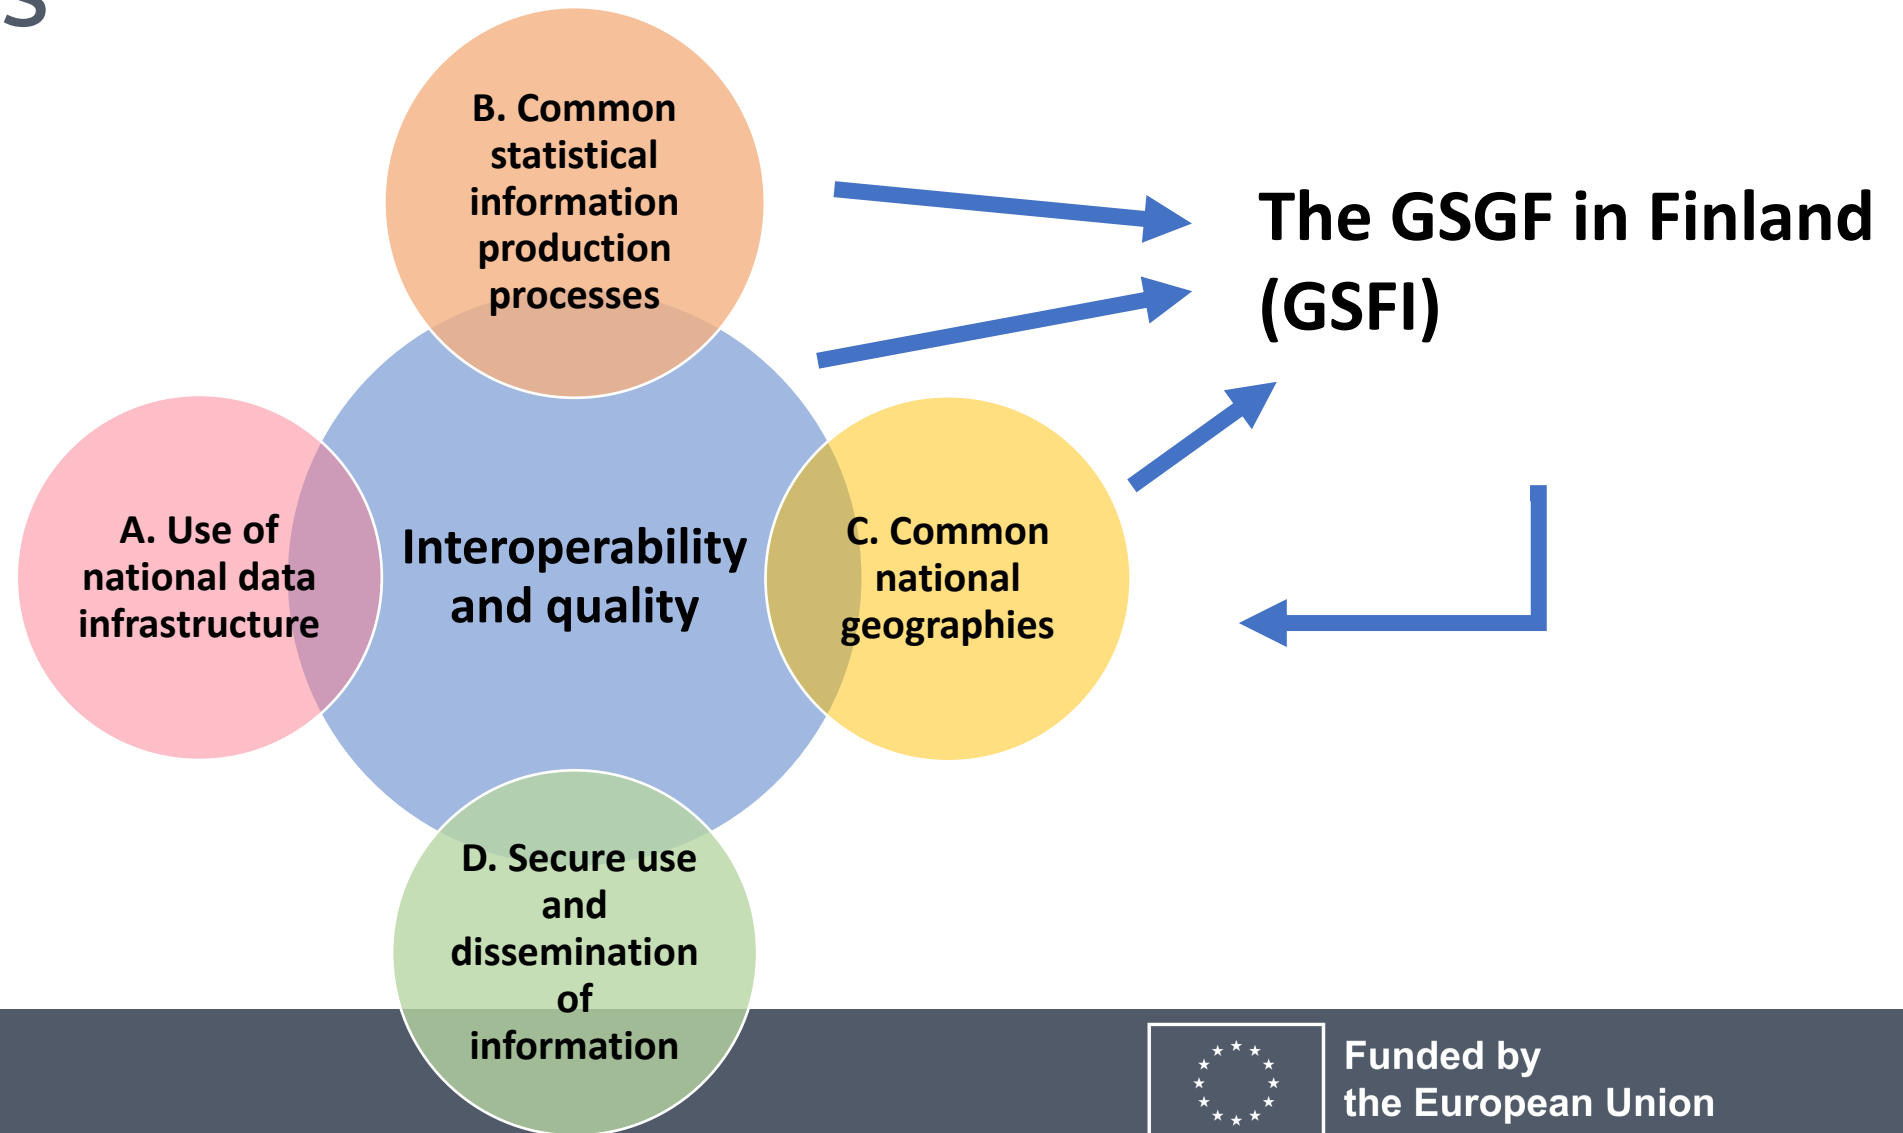 s
B. Common
statistical
information
production
processes
The GSGF in Finland
(GSFI)
A. Use of
national data
infrastructure
Interoperability
and quality
C. Common
national
geographies
D. Secure use
and
dissemination
of
information
Funded by
the European Union